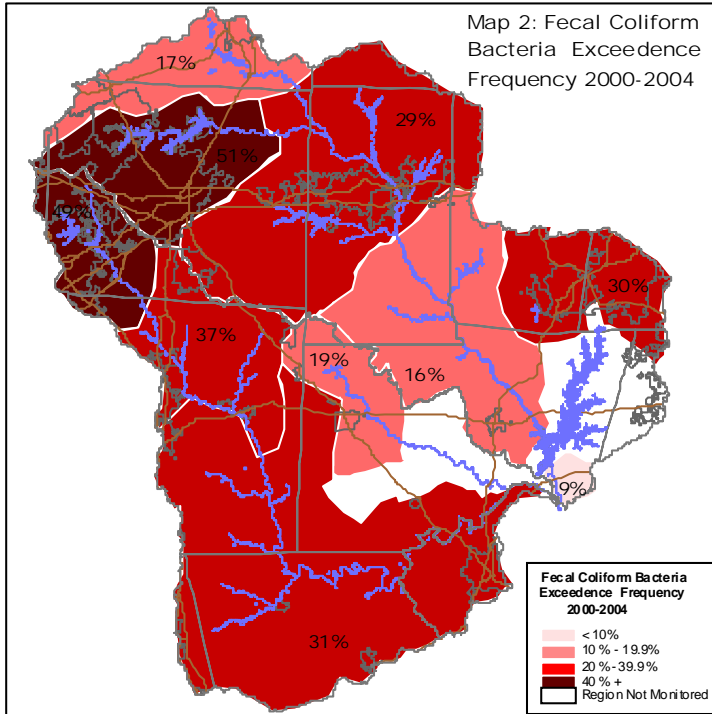 Map 2: Fecal Coliform
Bacteria Exceedence
Frequency 2000-2004
17%
29%
51%
49%
30%
37%
19%
16%
9%
31%
Fecal Coliform Bacteria
Exceedence Frequency
2000-2004
<10%
10% - 19.9%
20% - 39.9%
40% +
Region Not Monitored